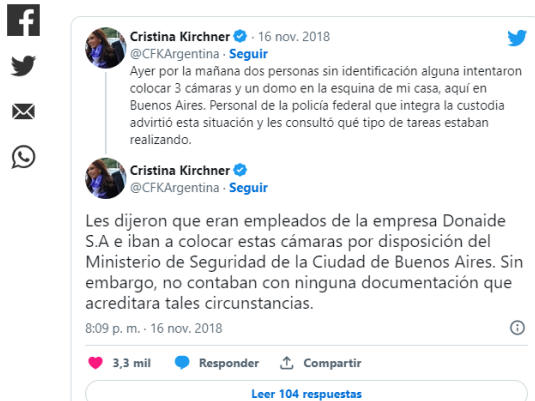 Cristina Kirchner · 16 nov. 2018
@CFKArgentina · Seguir
Ayer por la mañana dos personas sin identificación alguna intentaron
colocar 3 cámaras y un domo en la esquina de mi casa, aquí en
Buenos Aires. Personal de la policía federal que integra la custodia
advirtió esta situación y les consultó qué tipo de tareas estaban
realizando.
Cristina Kirchner
@CFKArgentina · Seguir
Les dijeron que eran empleados de la empresa Donaide
S.A e iban a colocar estas cámaras por disposición del
Ministerio de Seguridad de la Ciudad de Buenos Aires. Sin
embargo, no contaban con ninguna documentación que
acreditara tales circunstancias.
8:09 p. m. · 16 nov. 2018
3,3 mil Responder Compartir
Leer 104 respuestas